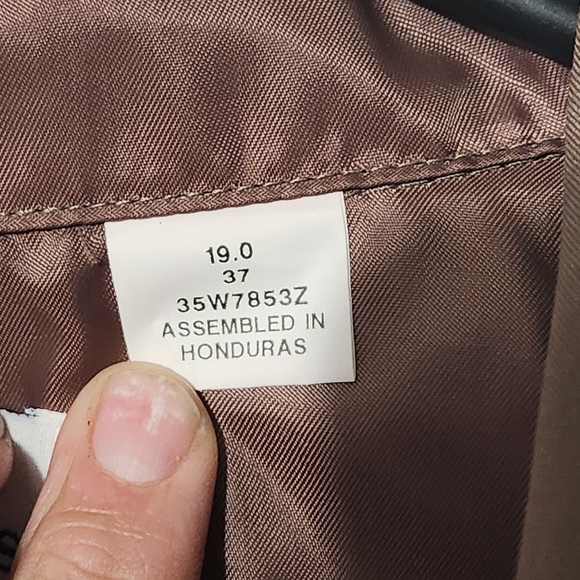 19.0
37
35W7853Z
ASSEMBLED IN
HONDURAS